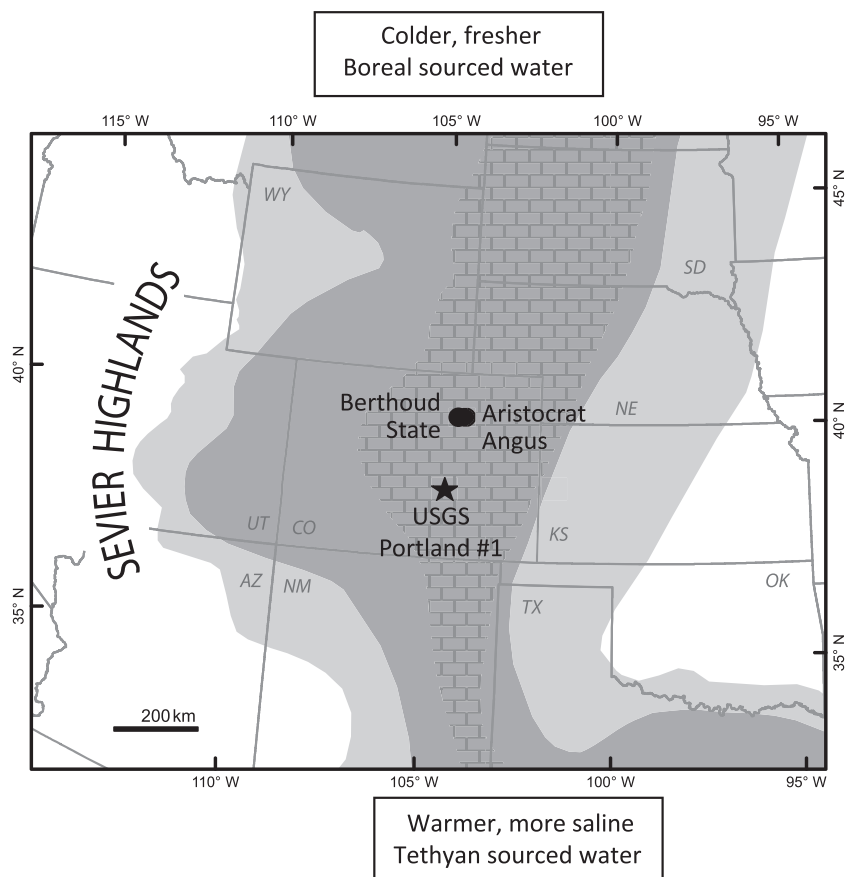 Colder, fresher
Boreal sourced water
115° W
110° W
105° W
100° W
95° W
45° N
WY
SD
SEVIER HIGHLANDS
40° N
40° N
Berthoud
State
Aristocrat
Angus
NE
USGS
Portland #1
UT
CO
KS
AZ
NM
TX
OK
35° N
35° N
200 km
110° W
105° W
100° W
95° W
Warmer, more saline
Tethyan sourced water